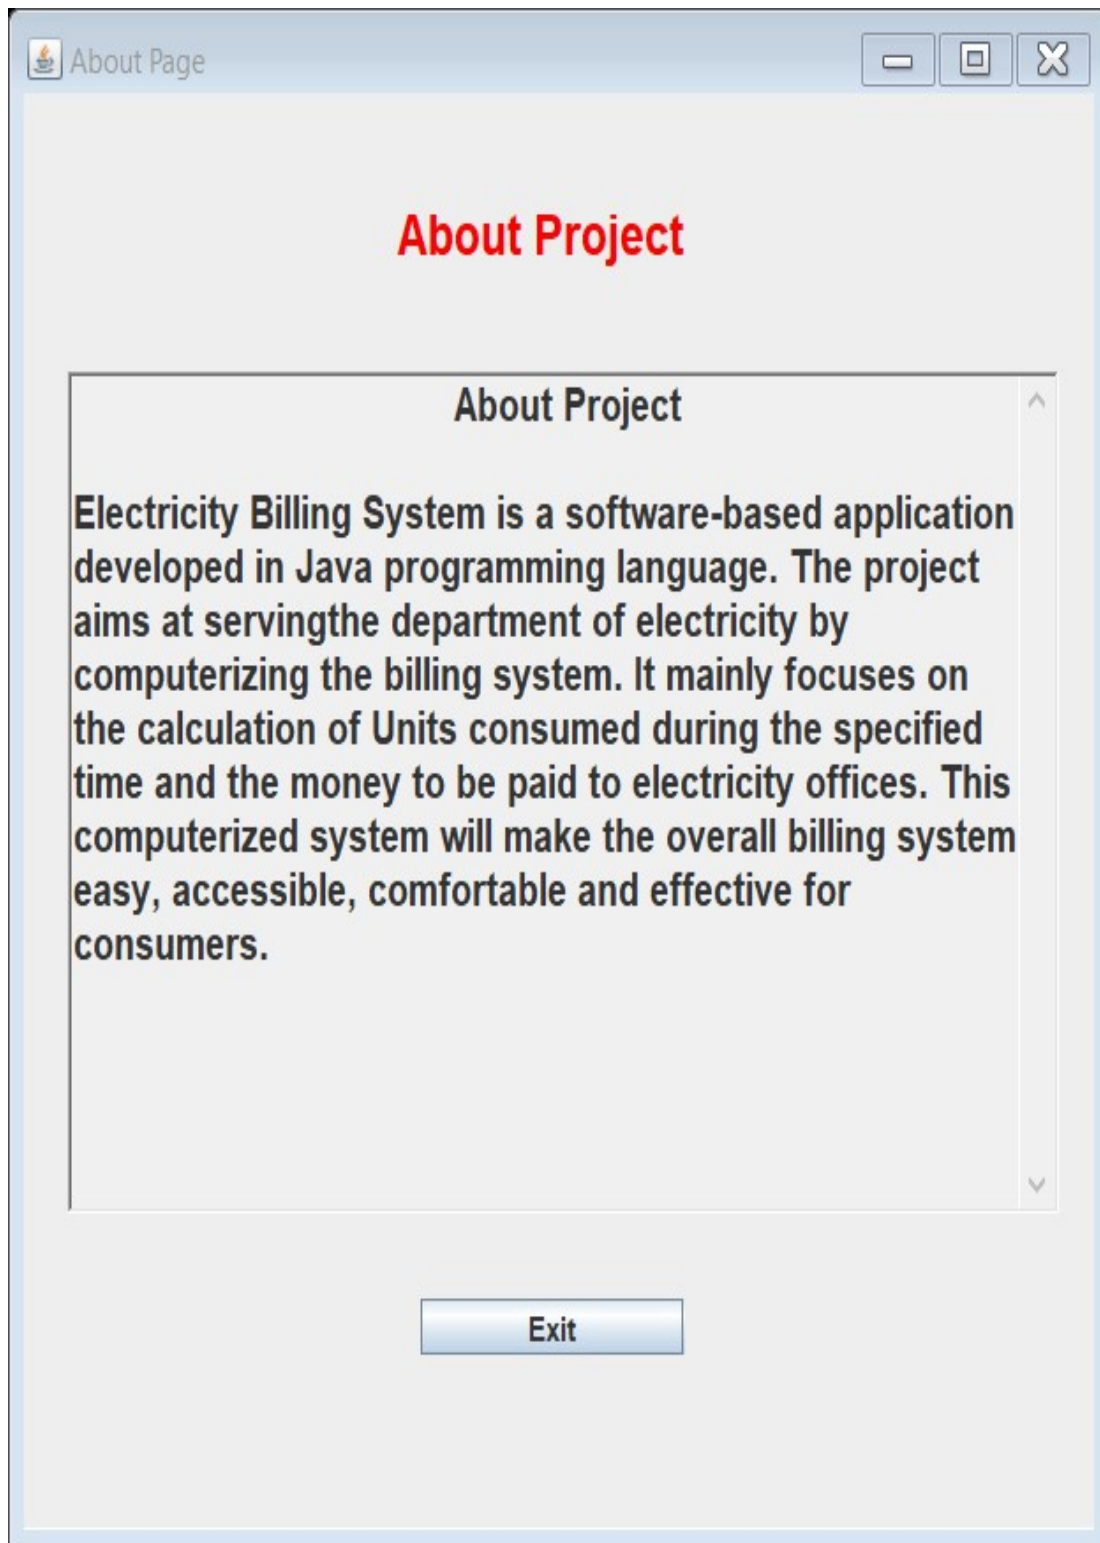 About Page
About Project
About Project
Electricity Billing System is a software-based application
developed in Java programming language. The project
aims at servingthe department of electricity by
computerizing the billing system. It mainly focuses on
the calculation of Units consumed during the specified
time and the money to be paid to electricity offices. This
computerized system will make the overall billing system
easy, accessible, comfortable and effective for
consumers.
Exit